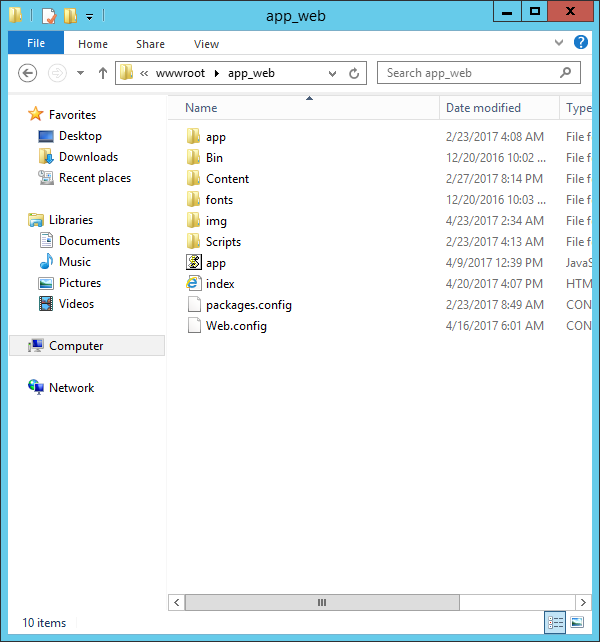 app_web
File Home Share View
« wwwroot app_web Search app_web
Name Date modified Type
Favorites
Desktop
Downloads
Recent places
Libraries
Documents
Music
Pictures
Videos
Computer
Network
app 2/23/2017 4:08 AM File f
Bin 12/20/2016 10:02 ... File f
Content 2/27/2017 8:14 PM File f
fonts 12/20/2016 10:03 ... File f
img 4/23/2017 2:34 AM File f
Scripts 2/23/2017 4:13 AM File f
app 4/9/2017 12:39 PM JavaS
index 4/20/2017 4:07 PM HTM
packages.config 2/23/2017 8:49 AM CON
Web.config 4/16/2017 6:01 AM CON
10 items